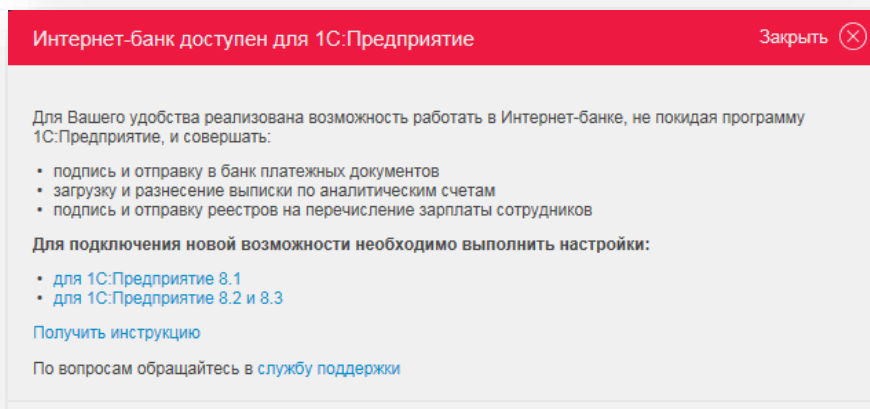 Интернет-банк доступен для 1С:Предприятие
Закрыть
Для Вашего удобства реализована возможность работать в Интернет-банке, не покидая программу
1С:Предприятие, и совершать:
• подпись и отправку в банк платежных документов
• загрузку и разнесение выписки по аналитическим счетам
• подпись и отправку реестров на перечисление зарплаты сотрудников
Для подключения новой возможности необходимо выполнить настройки:
• для 1С:Предприятие 8.1
• для 1С:Предприятие 8.2 и 8.3
Получить инструкцию
По вопросам обращайтесь в службу поддержки